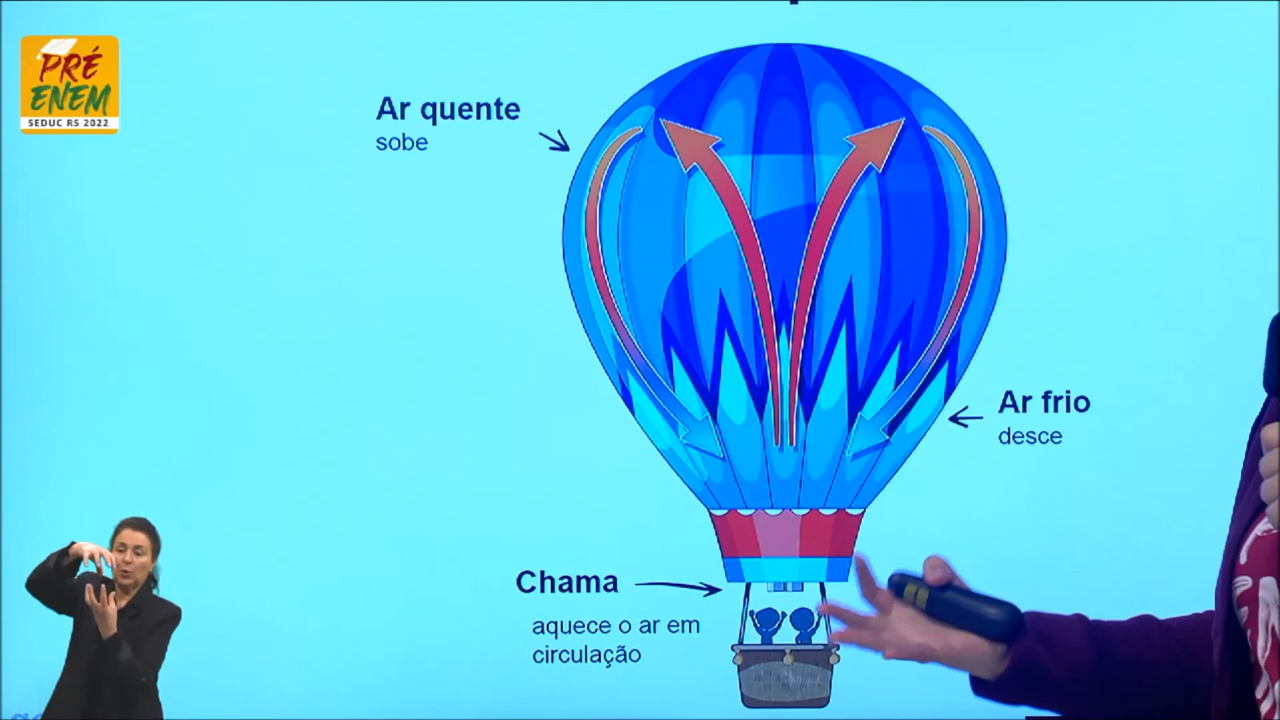 PRÉ
ENEM
SEDUC RS 2022
Ar quente
sobe
Ar frio
desce
Chama
aquece o ar em
circulação